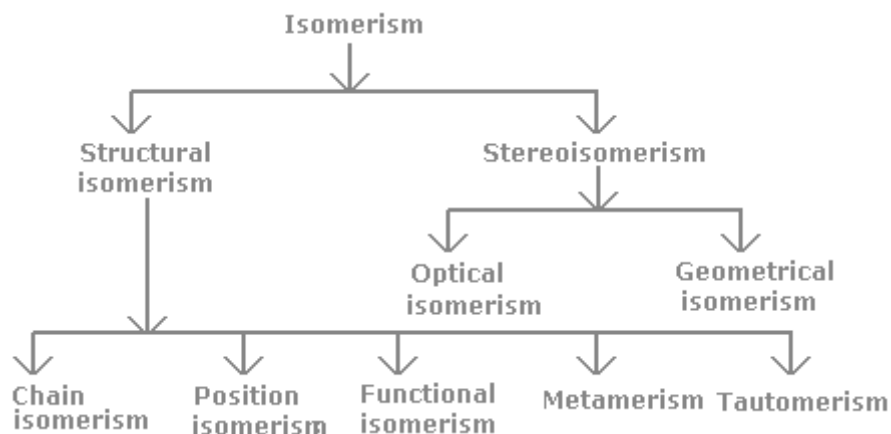 Isomerism
Structural
isomerism
Stereoisomerism
Optical
isomerism
Geometrical
isomerism
Chain
isomerism
Position
isomerism
Functional
isomerism
Metamerism
Tautomerism